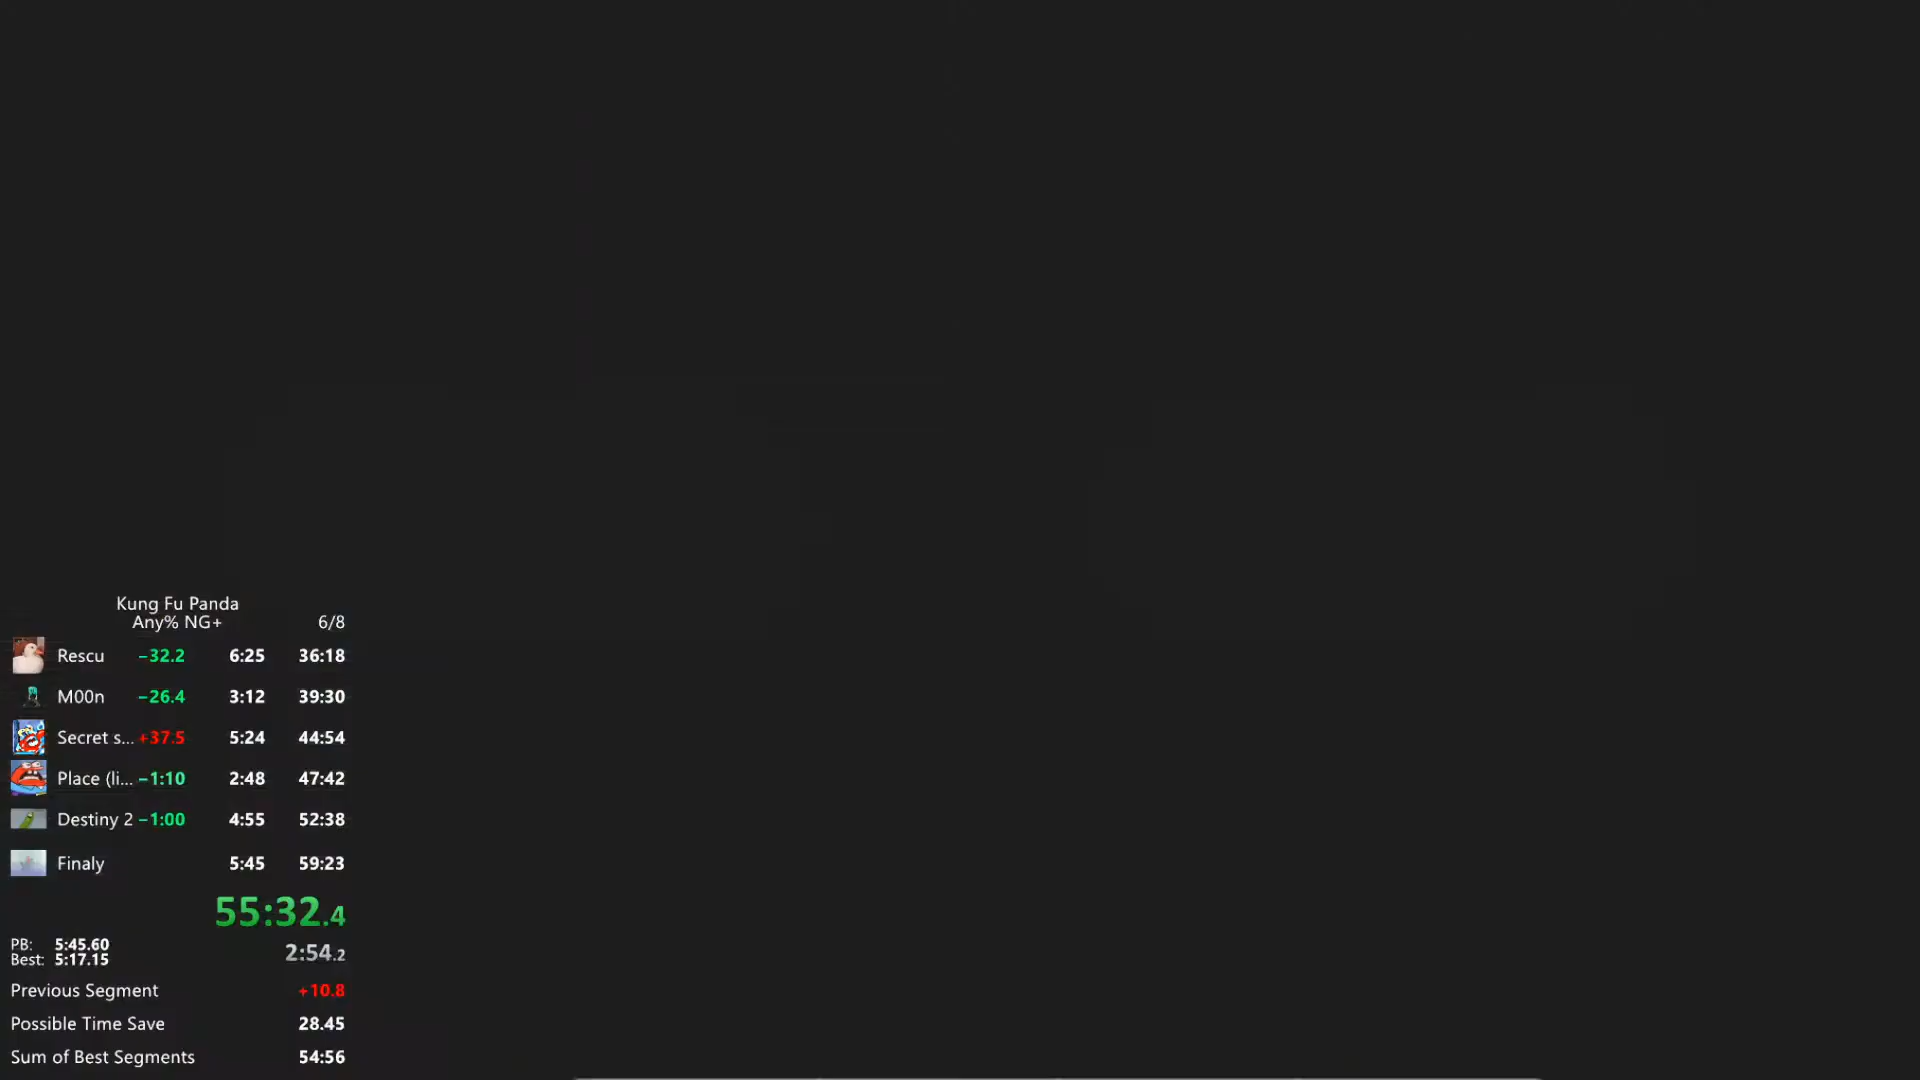 Kung Fu Panda
Any% NG+ 6/8
Rescu -32.2 6:25 36:18
M00n -26.4 3:12 39:30
Secret s... +37.5 5:24 44:54
Place (li... -1:10 2:48 47:42
Destiny 2 -1:00 4:55 52:38
Finaly 5:45 59:23
55:32.4
PB: 5:45.60 2:54.2
Best: 5:17.15
Previous Segment +10.8
Possible Time Save 28.45
Sum of Best Segments 54:56